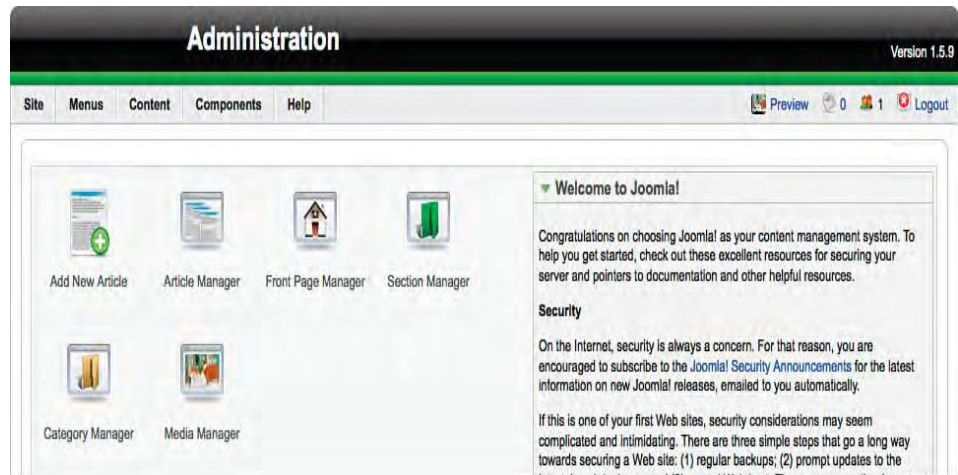 Administration
Version 1.5.9
Site Menus Content Components Help Preview 0 1 Logout
Add New Article Article Manager Front Page Manager Section Manager
Category Manager Media Manager
Welcome to Joomla!
Congratulations on choosing Joomla! as your content management system. To
help you get started, check out these excellent resources for securing your
server and pointers to documentation and other helpful resources.
Security
On the Internet, security is always a concern. For that reason, you are
encouraged to subscribe to the Joomla! Security Announcements for the latest
information on new Joomla! releases, emailed to you automatically.
If this is one of your first Web sites, security considerations may seem
complicated and intimidating. There are three simple steps that go a long way
towards securing a Web site: (1) regular backups; (2) prompt updates to the